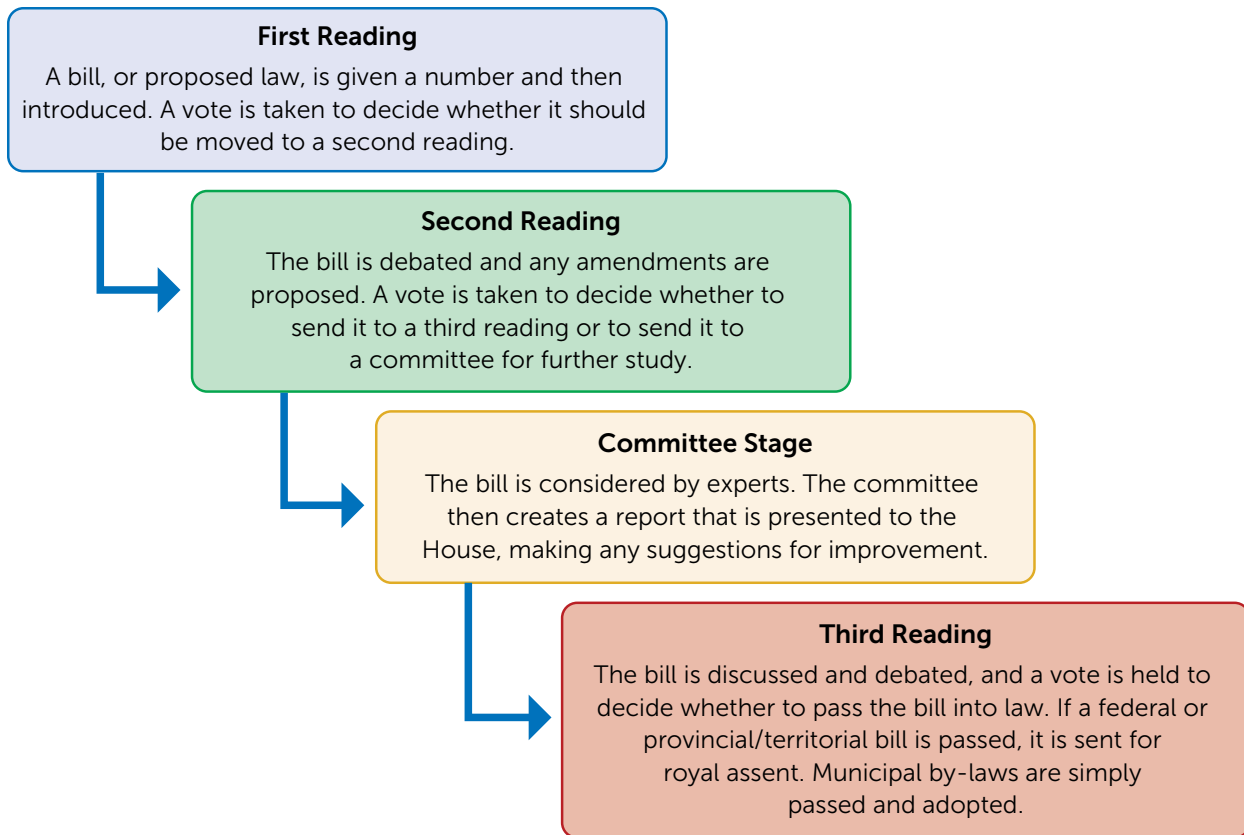 First Reading
A bill, or proposed law, is given a number and then
introduced. A vote is taken to decide whether it should
be moved to a second reading.
Second Reading
The bill is debated and any amendments are
proposed. A vote is taken to decide whether to
send it to a third reading or to send it to
a committee for further study.
Committee Stage
The bill is considered by experts. The committee
then creates a report that is presented to the
House, making any suggestions for improvement.
Third Reading
The bill is discussed and debated, and a vote is held to
decide whether to pass the bill into law. If a federal or
provincial/territorial bill is passed, it is sent for
royal assent. Municipal by-laws are simply
passed and adopted.